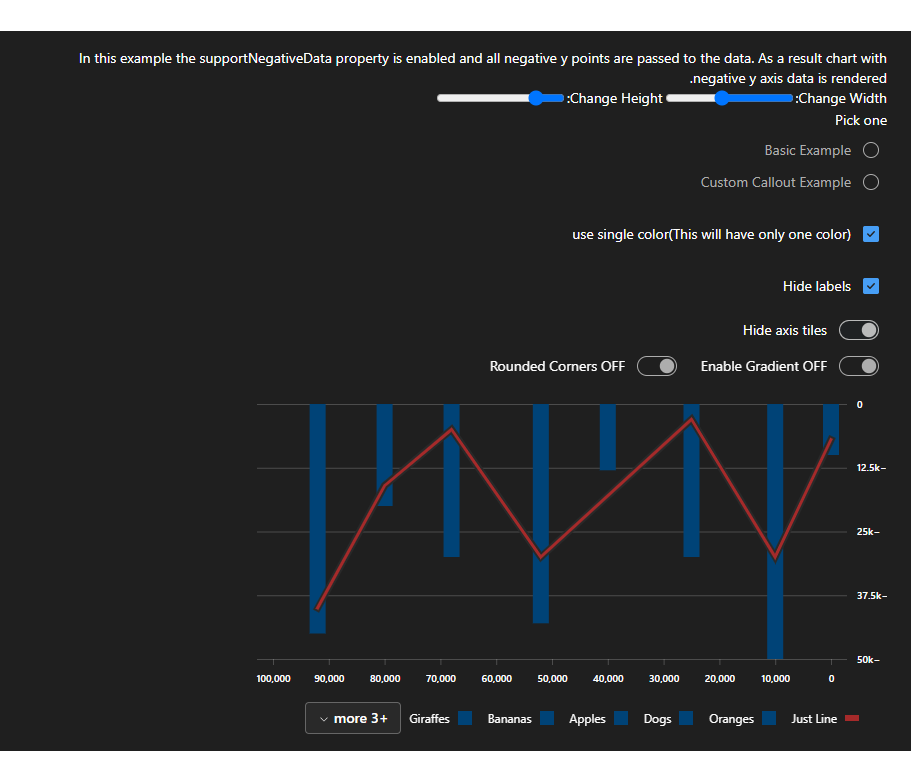 In this example the supportNegativeData property is enabled and all negative y points are passed to the data. As a result chart with
.negative y axis data is rendered
:Change Height :Change Width
Pick one
Basic Example
Custom Callout Example
use single color(This will have only one color)
Hide labels
Hide axis tiles
Rounded Corners OFF Enable Gradient OFF
0
12.5k−
25k−
37.5k−
50k−
100,000 90,000 80,000 70,000 60,000 50,000 40,000 30,000 20,000 10,000 0
more 3+ Giraffes Bananas Apples Dogs Oranges Just Line